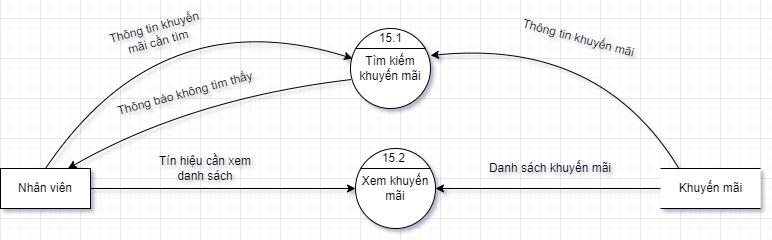 Thông tin khuyến
mãi cần tìm
15.1
Tìm kiếm
khuyến mãi
Thông tin khuyến mãi
Thông báo không tìm thấy
Tín hiệu cần xem
danh sách
15.2
Xem khuyến
mãi
Danh sách khuyến mãi
Nhân viên
Khuyến mãi